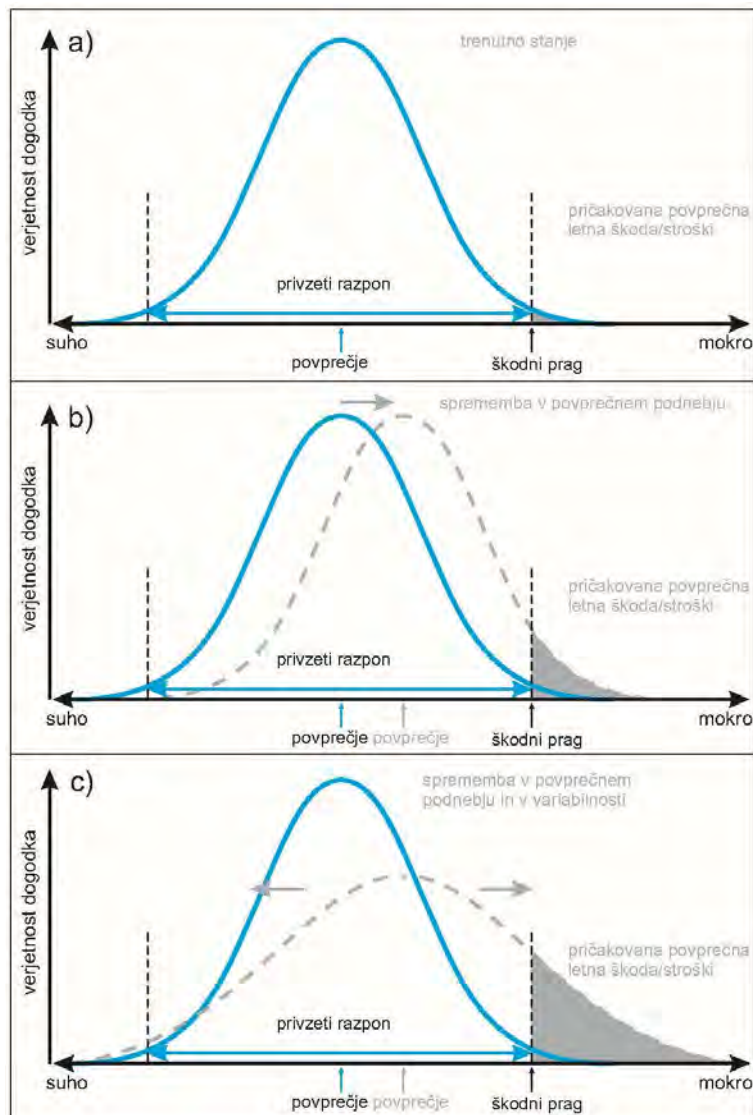 a)
trenutno stanje
verjetnost dogodka
pričakovana povprečna
letna škoda/stroški
privzeti razpon
suho
mokro
povprečje
škodni prag
b)
sprememba v povprečnem podnebju
verjetnost dogodka
pričakovana povprečna
letna škoda/stroški
privzeti razpon
suho
mokro
povprečje povprečje
škodni prag
c)
sprememba v povprečnem
podnebju in v variabilnosti
verjetnost dogodka
pričakovana povprečna
letna škoda/stroški
privzeti razpon
suho
mokro
povprečje povprečje
škodni prag